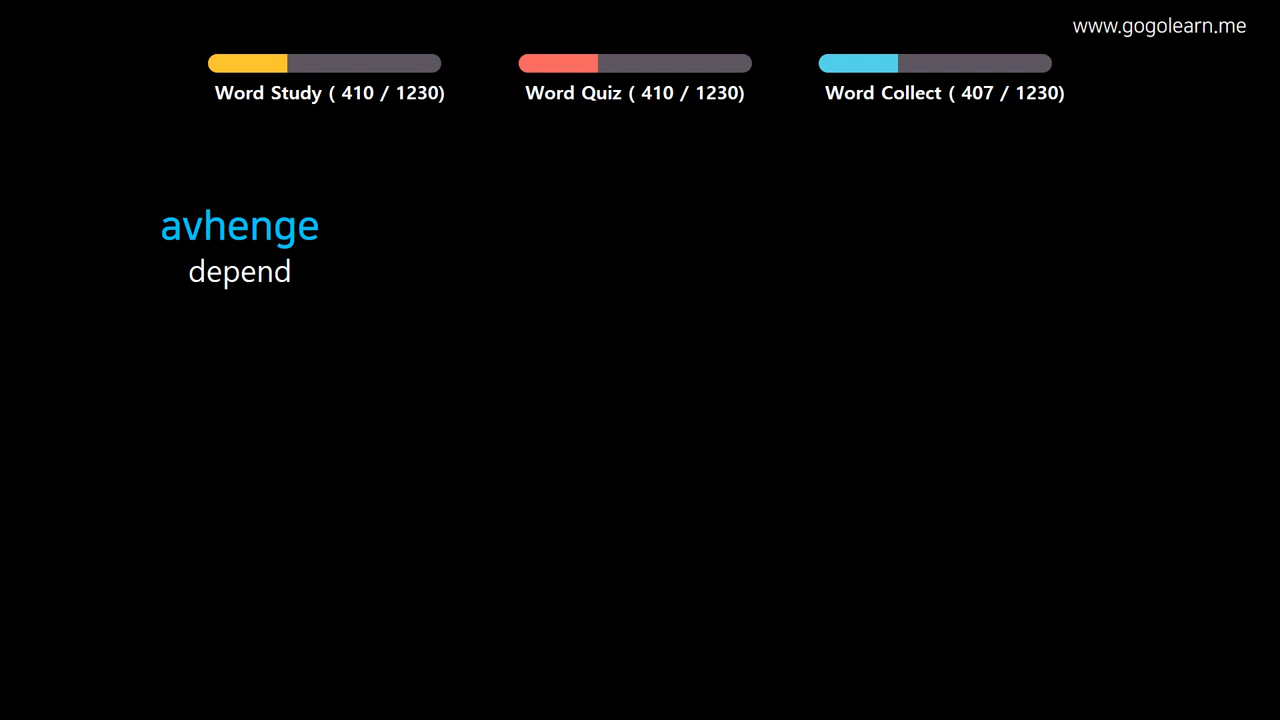 www.gogolearn.me
Word Study ( 410 / 1230)
Word Quiz ( 410 / 1230)
Word Collect ( 407 / 1230)
avhenge
depend